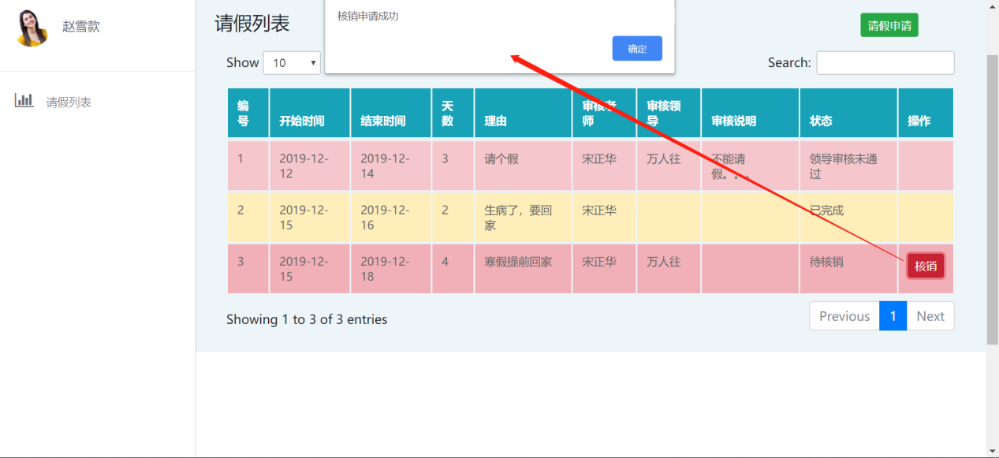 赵雪款
请假列表
请假列表
核销申请成功
确定
请假申请
Show 10
Search:
编号 开始时间 结束时间 天数 理由 审核老师 审核领导 审核说明 状态 操作
1 2019-12-12 2019-12-14 3 请个假 宋正华 万人往 不能请假。。。 领导审核未通过
2 2019-12-15 2019-12-16 2 生病了，要回家 宋正华 已完成
3 2019-12-15 2019-12-18 4 寒假提前回家 宋正华 万人往 待核销 核销
Showing 1 to 3 of 3 entries
Previous 1 Next